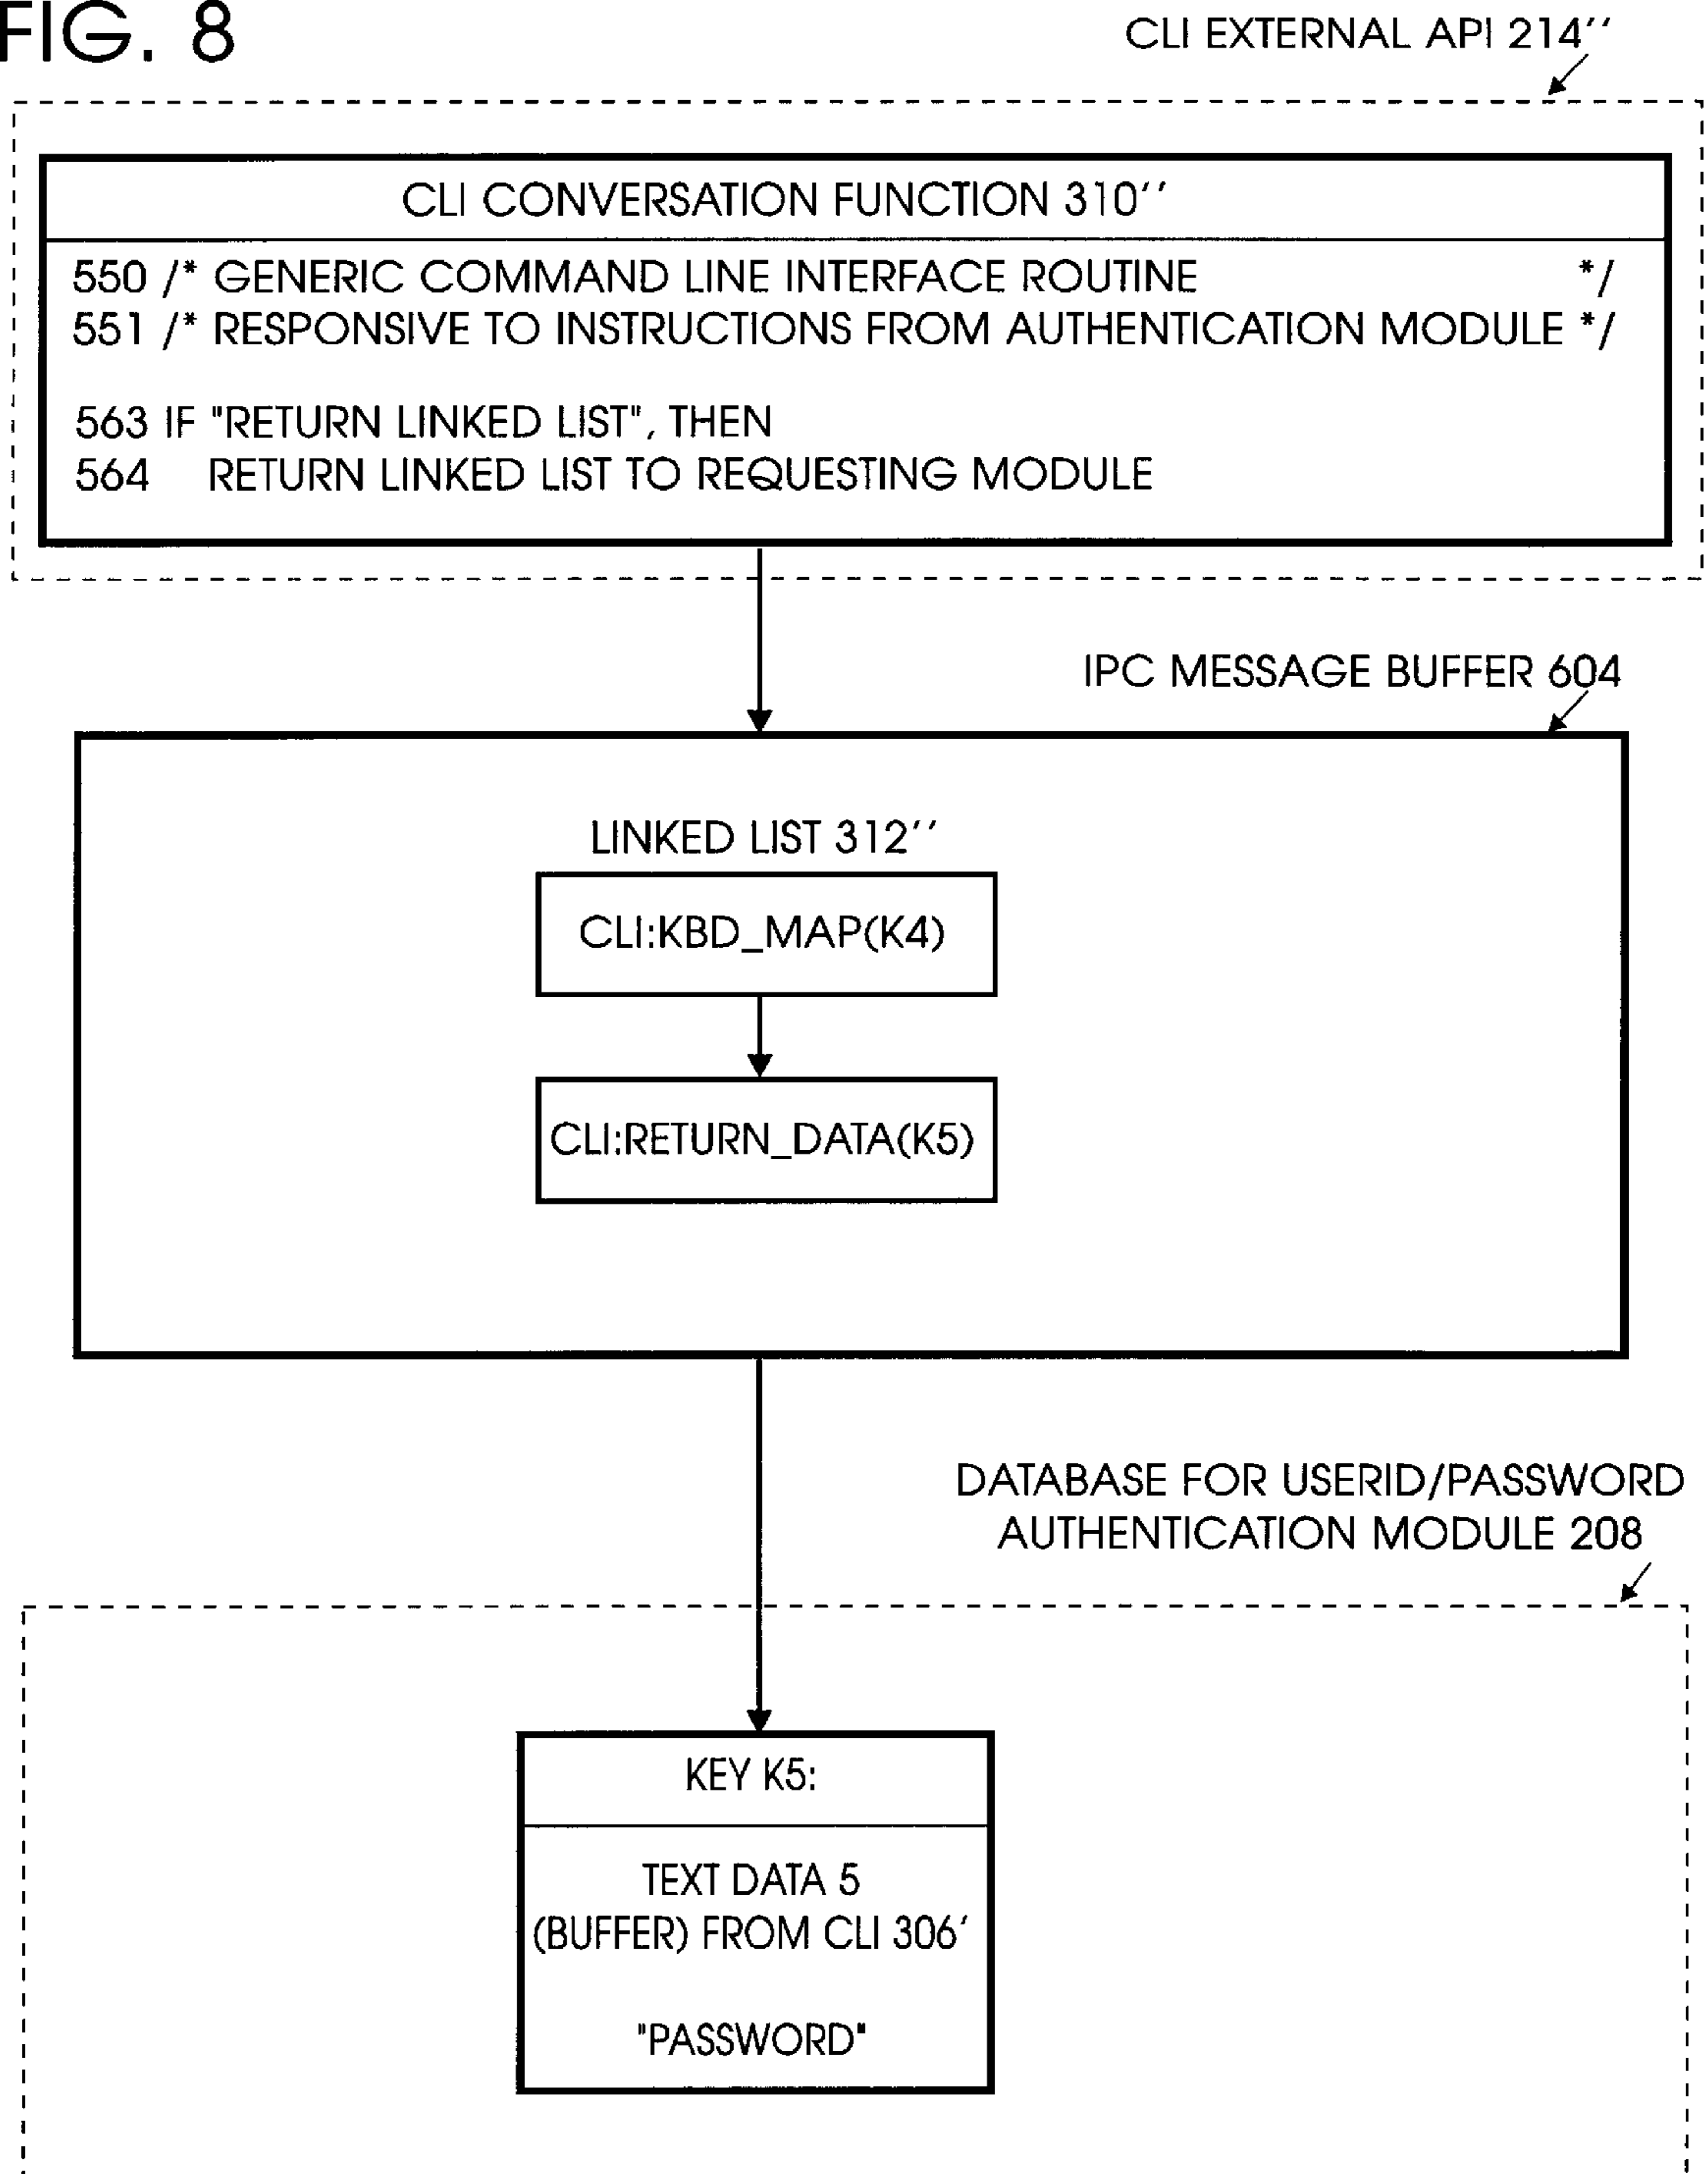 FIG. 8
CLI EXTERNAL API 214′′
CLI CONVERSATION FUNCTION 310′′
550 /* GENERIC COMMAND LINE INTERFACE ROUTINE */
551 /* RESPONSIVE TO INSTRUCTIONS FROM AUTHENTICATION MODULE */
563 IF "RETURN LINKED LIST", THEN
564 RETURN LINKED LIST TO REQUESTING MODULE
IPC MESSAGE BUFFER 604
LINKED LIST 312′′
CLI:KBD_MAP(K4)
CLI:RETURN_DATA(K5)
DATABASE FOR USERID/PASSWORD
AUTHENTICATION MODULE 208
KEY K5:
TEXT DATA 5
(BUFFER) FROM CLI 306′
"PASSWORD"